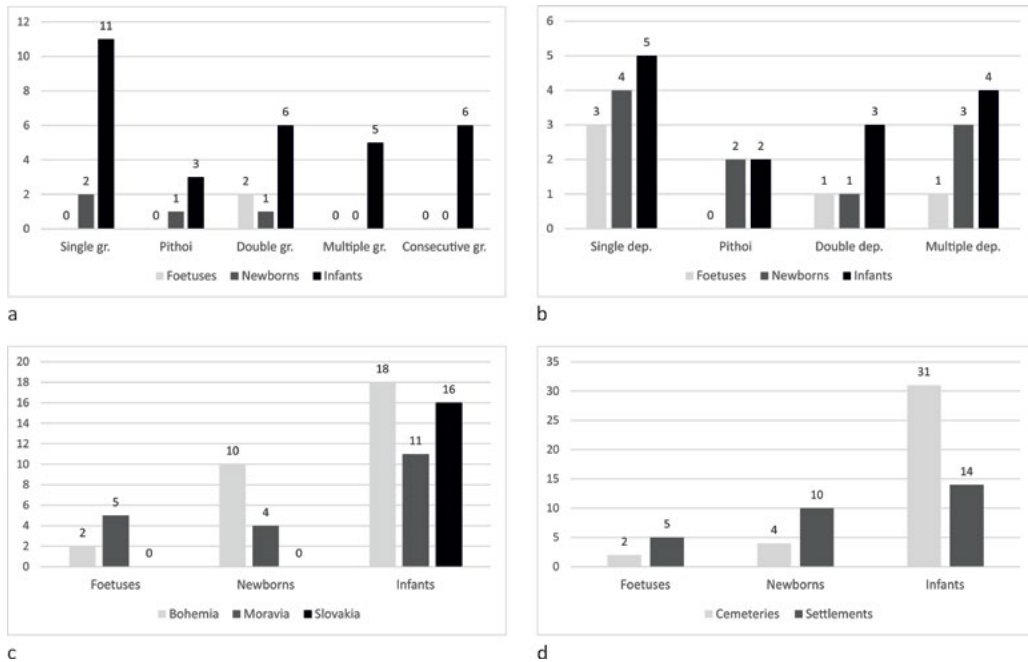 12
10
8
6
4
2
0
0 2 11
0 1 3
2 1 6
0 0 5
0 0 6
Single gr. Pithoi Double gr. Multiple gr. Consecutive gr.
Foetuses Newborns Infants
a
6
5
4
3
2
1
0
3 4 5
0 2 2
1 1 3
1 3 4
Single dep. Pithoi Double dep. Multiple dep.
Foetuses Newborns Infants
b
20
18
16
14
12
10
8
6
4
2
0
2 5 0
10 4 0
18 11 16
Foetuses Newborns Infants
Bohemia Moravia Slovakia
c
35
30
25
20
15
10
5
0
2 5
4 10
31 14
Foetuses Newborns Infants
Cemeteries Settlements
d